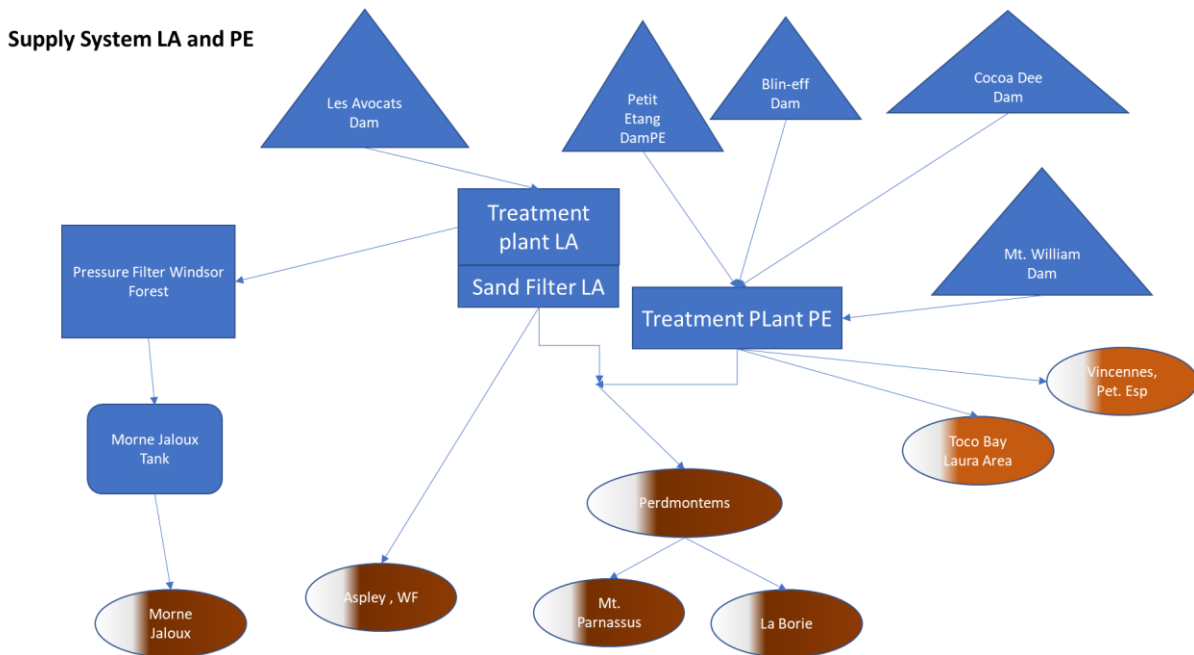 Supply System LA and PE
Les Avocats
Dam
Petit
Etang
DamPE
Blin-eff
Dam
Cocoa Dee
Dam
Treatment
plant LA
Sand Filter LA
Pressure Filter Windsor
Forest
Mt. William
Dam
Treatment PLant PE
Vincennes,
Pet. Esp
Morne Jaloux
Tank
Toco Bay
Laura Area
Perdmontems
Morne
Jaloux
Aspley , WF
Mt.
Parnassus
La Borie